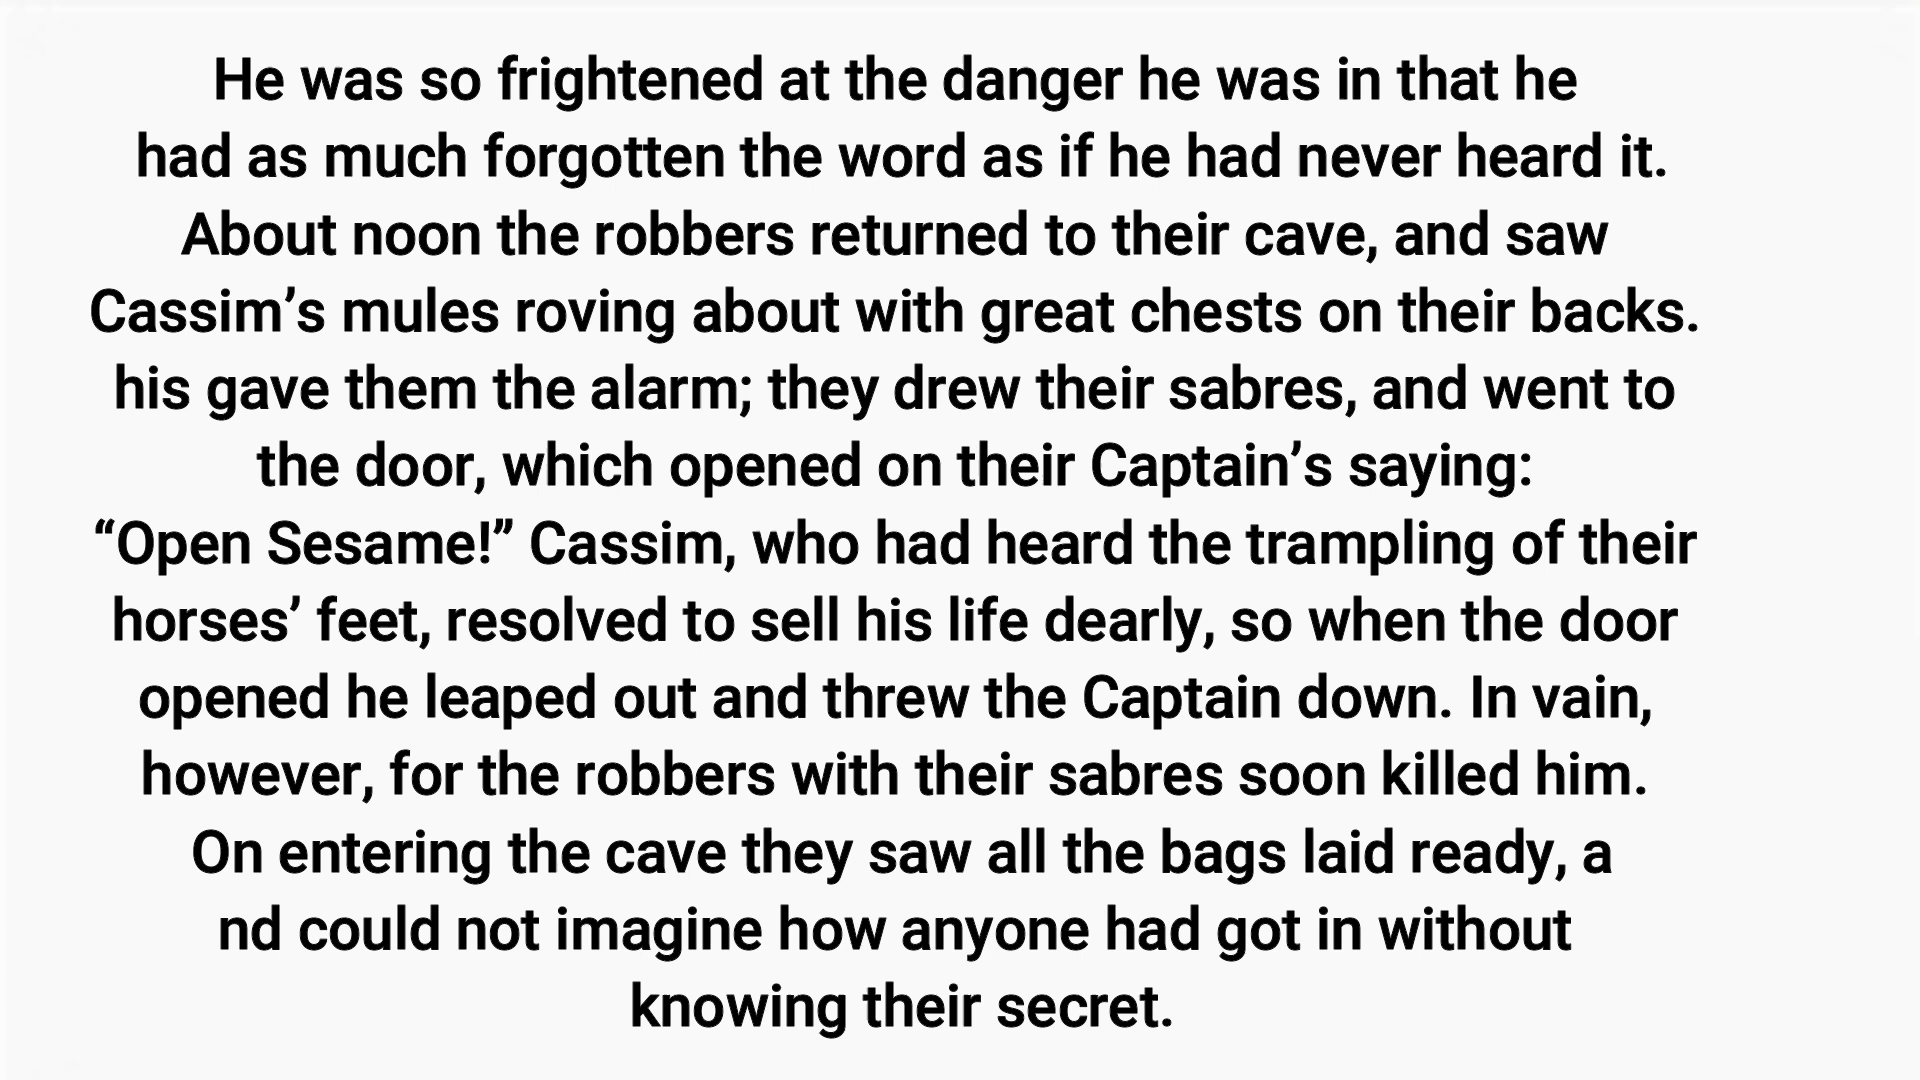 He was so frightened at the danger he was in that he
had as much forgotten the word as if he had never heard it.
About noon the robbers returned to their cave, and saw
Cassim’s mules roving about with great chests on their backs.
his gave them the alarm; they drew their sabres, and went to
the door, which opened on their Captain’s saying:
“Open Sesame!” Cassim, who had heard the trampling of their
horses’ feet, resolved to sell his life dearly, so when the door
opened he leaped out and threw the Captain down. In vain,
however, for the robbers with their sabres soon killed him.
On entering the cave they saw all the bags laid ready, a
nd could not imagine how anyone had got in without
knowing their secret.